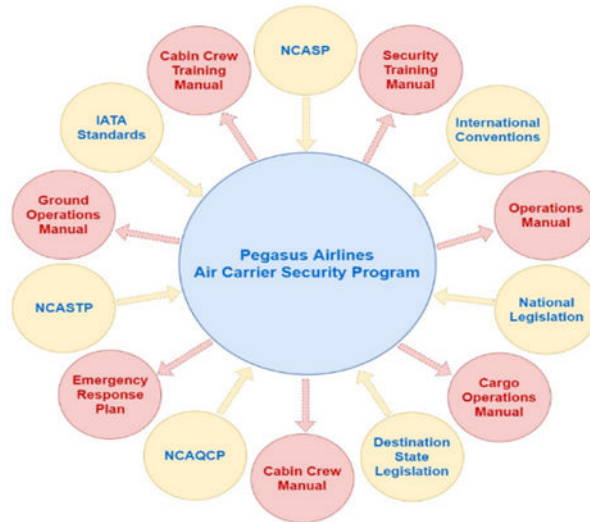 NCASP
Cabin Crew
Training
Manual
Security
Training
Manual
IATA
Standards
International
Conventions
Ground
Operations
Manual
Operations
Manual
Pegasus Airlines
Air Carrier Security Program
NCASTP
National
Legislation
Emergency
Response
Plan
Cargo
Operations
Manual
NCAQCP
Cabin Crew
Manual
Destination
State
Legislation